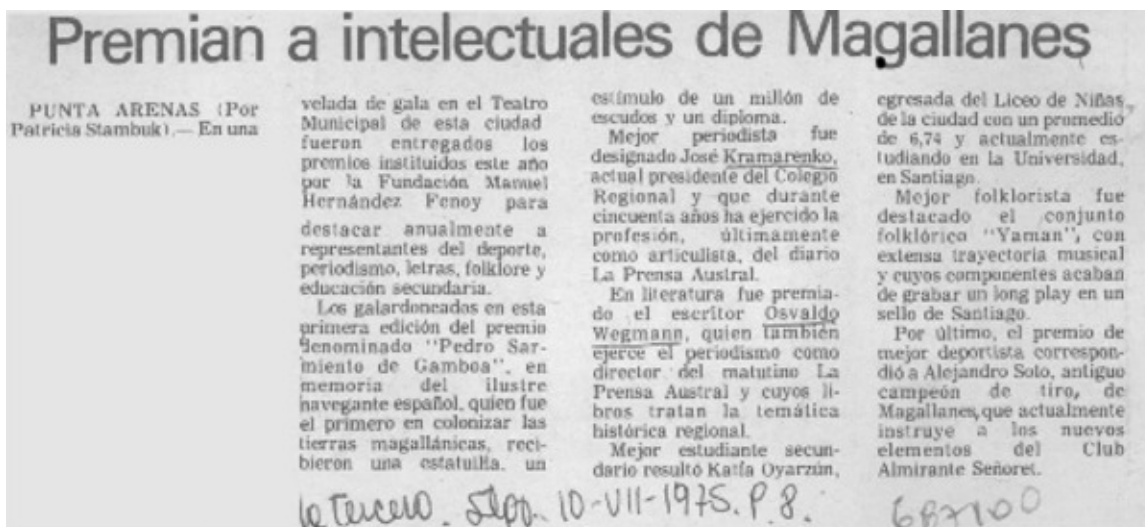 Premian a intelectuales de Magallanes
PUNTA ARENAS (Por
Patricia Stambuk).— En una
velada de gala en el Teatro
Municipal de esta ciudad
fueron entregados los
premios instituidos este año
por la Fundación Manuel
Hernández Fenoy para
destacar anualmente a
representantes del deporte,
periodismo, letras, folklore y
educación secundaria.
Los galardoneados en esta
primera edición del premio
denominado "Pedro Sar-
miento de Gamboa", en
memoria del ilustre
navegante español, quien fue
el primero en colonizar las
tierras magallánicas, reci-
bieron una estatuilla, un
estímulo de un millón de
escudos y un diploma.
Mejor periodista fue
designado José Kramarenko,
actual presidente del Colegio
Regional y que durante
cincuenta años ha ejercido la
profesión, últimamente
como articulista, del diario
La Prensa Austral.
En literatura fue premia-
do el escritor Osvaldo
Wegmann, quien también
ejerce el periodismo como
director del matutino La
Prensa Austral y cuyos li-
bros tratan la temática
histórica regional.
Mejor estudiante secun-
dario resultó Katía Oyarzún,
egresada del Liceo de Niñas,
de la ciudad con un promedio
de 6,74 y actualmente es-
tudiando en la Universidad,
en Santiago.
Mejor folklorista fue
destacado el conjunto
folklórico "Yaman", con
extensa trayectoria musical
y cuyos componentes acaban
de grabar un long play en un
sello de Santiago.
Por último, el premio de
mejor deportista correspon-
dió a Alejandro Soto, antiguo
campeón de tiro, de
Magallanes, que actualmente
instruye a los nuevos
elementos del Club
Almirante Señoret.
la Tercera. Stgo. 10-VII-1975. P. 8.